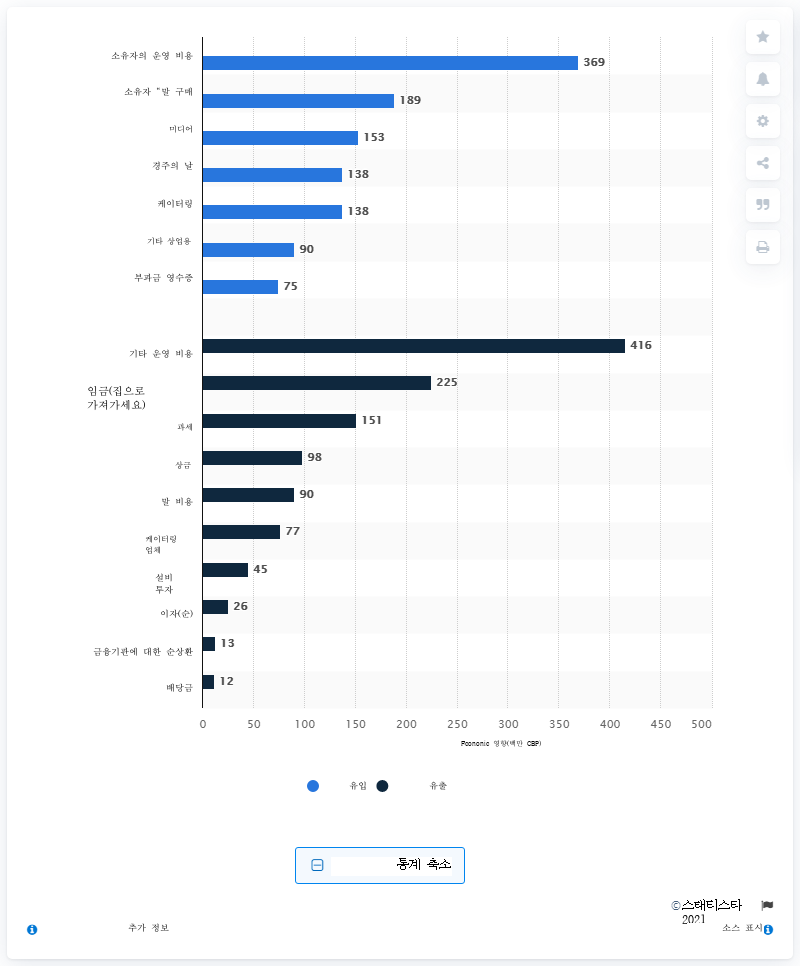 소유자의 운영 비용
369
소유자 "말 구매
189
미디어
153
경주의 날
138
케이터링
138
기타 상업용
90
부과금 영수증
75
기타 운영 비용
416
임금(집으로
가져가세요)
225
과세
151
상금
98
말 비용
90
케이터링
업체
77
설비
투자
45
이자(순)
26
금융기관에 대한 순상환
13
배당금
12
0 50 100 150 200 250 300 350 400 450 500
Pcononic 영향(백만 CBP)
유입 유출
통계 축소
©스태티스타
2021
추가 정보
소스 표시